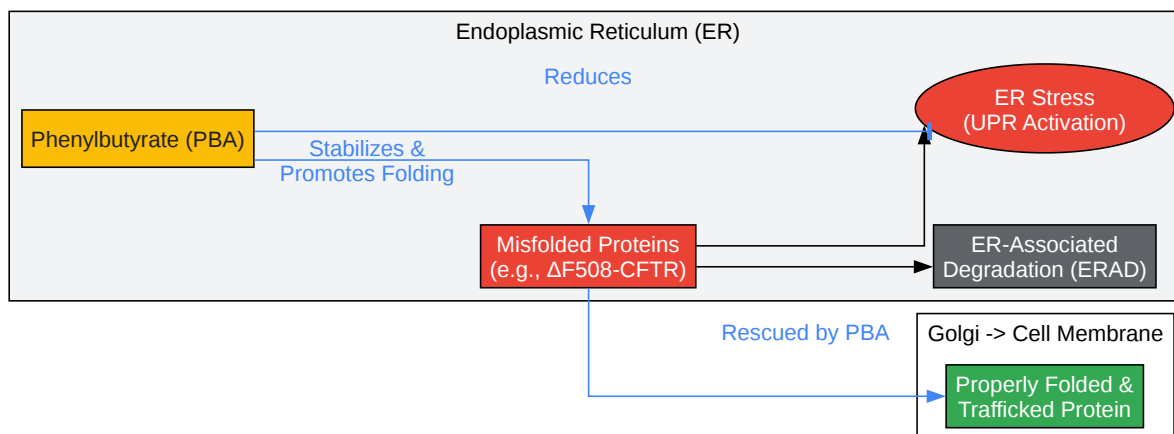 Endoplasmic Reticulum (ER)
Reduces
ER Stress
(UPR Activation)
Phenylbutyrate (PBA)
Stabilizes &
Promotes Folding
Misfolded Proteins
(e.g., ΔF508-CFTR)
ER-Associated
Degradation (ERAD)
Rescued by PBA
Golgi -> Cell Membrane
Properly Folded &
Trafficked Protein